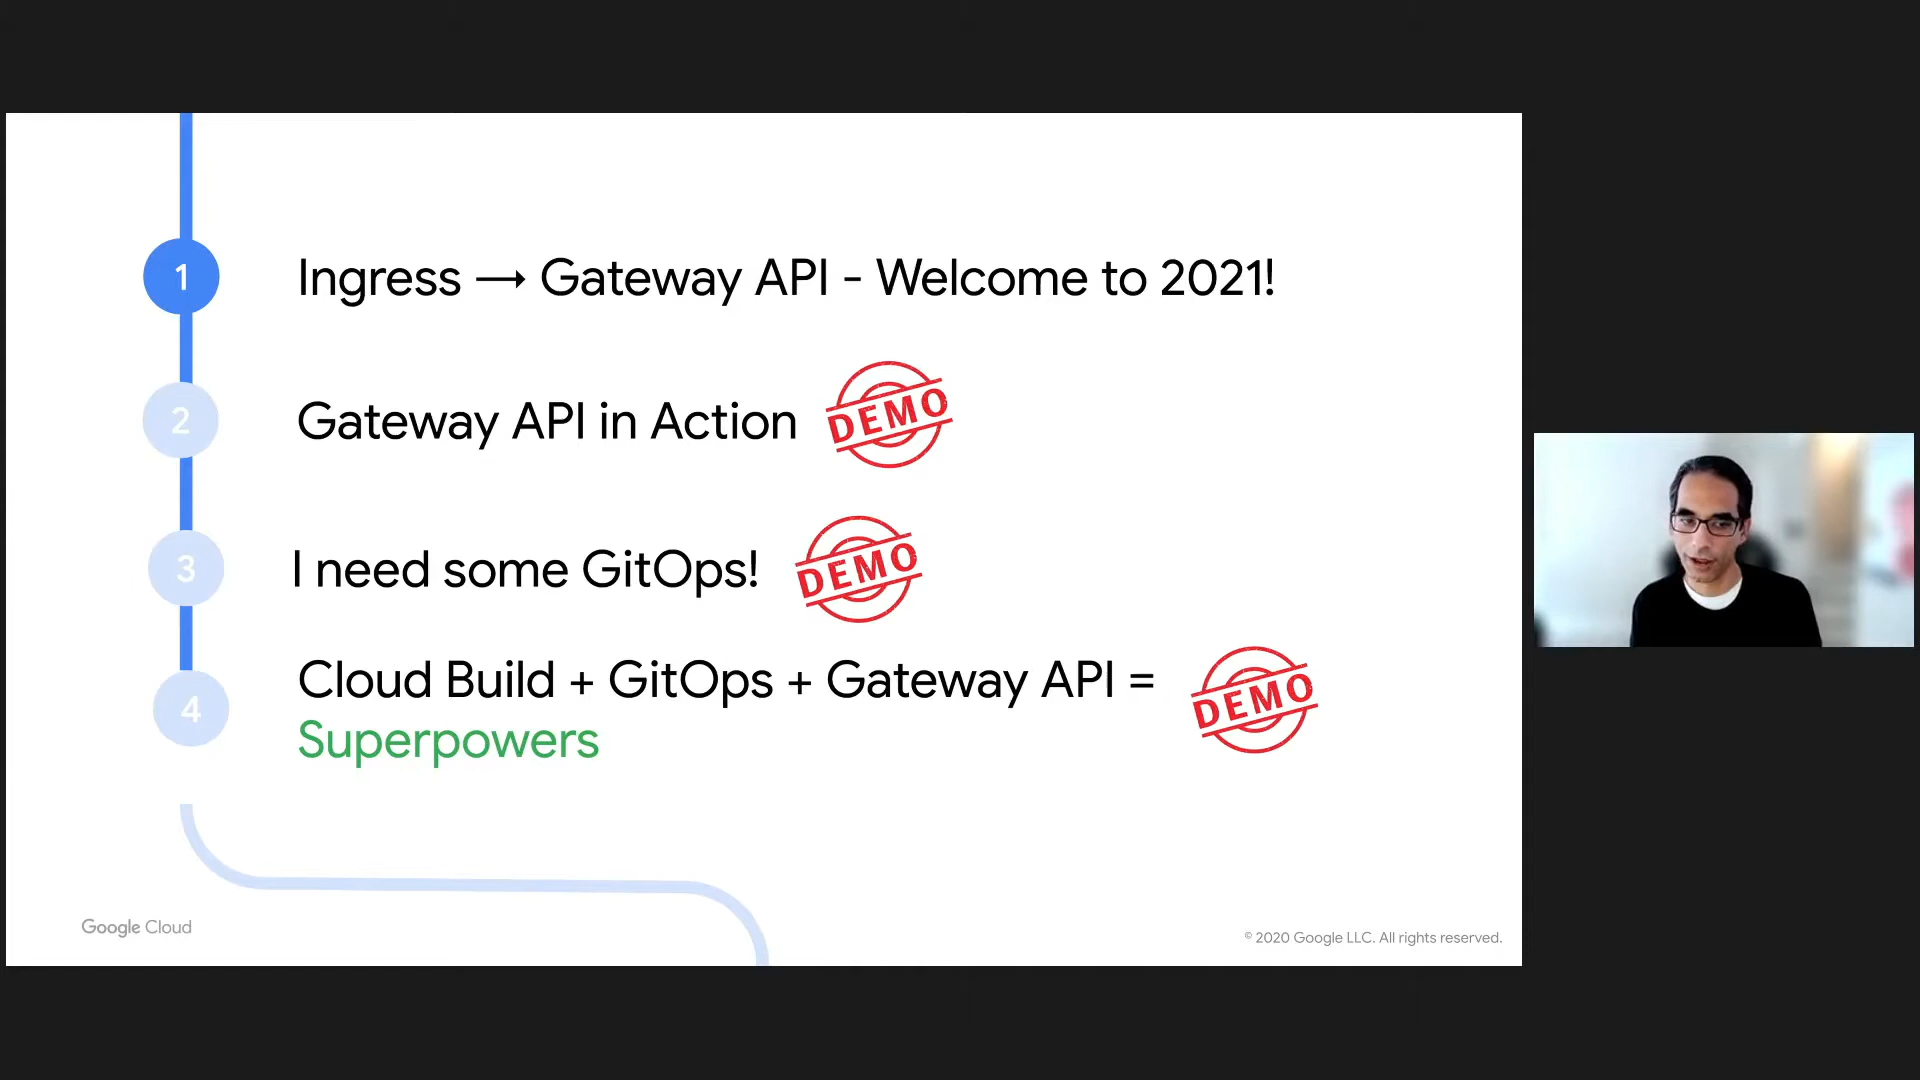 1
Ingress → Gateway API - Welcome to 2021!
2
Gateway API in Action
DEMO
3
I need some GitOps!
DEMO
4
Cloud Build + GitOps + Gateway API =
Superpowers
DEMO
Google Cloud
© 2020 Google LLC. All rights reserved.